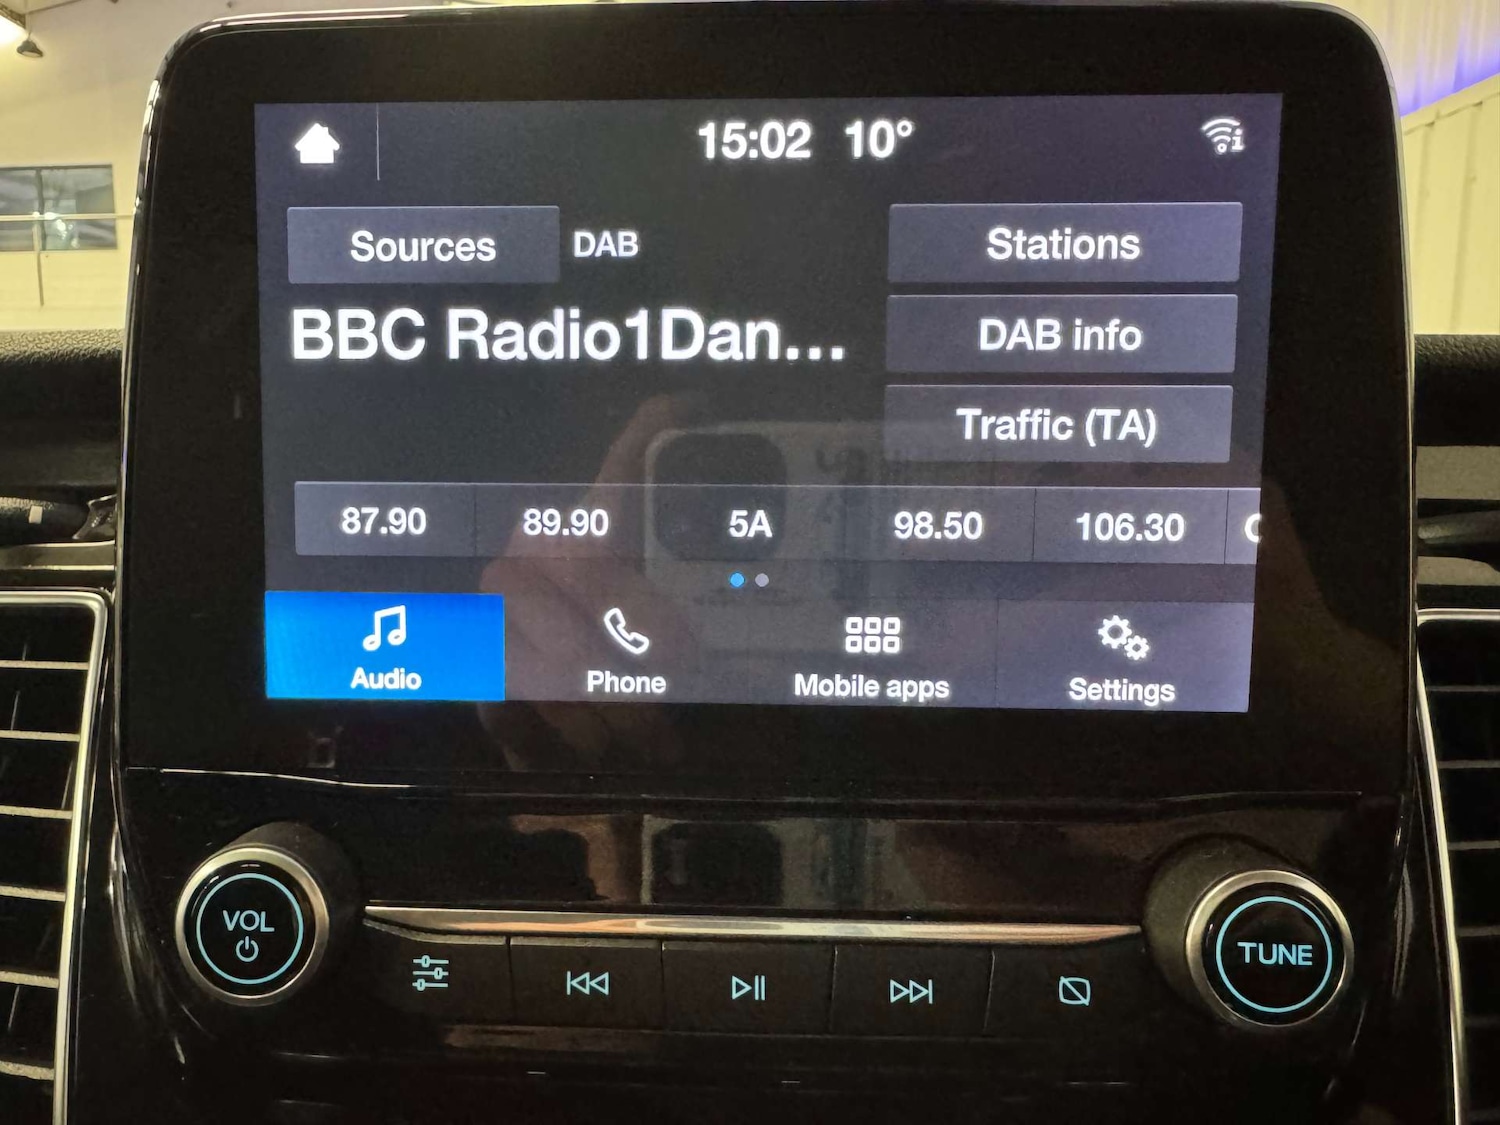 15:02 10°
Sources DAB Stations
BBC Radio1Dan...
DAB info
Traffic (TA)
87.90 89.90 5A 98.50 106.30
Audio Phone Mobile apps Settings
VOL
TUNE